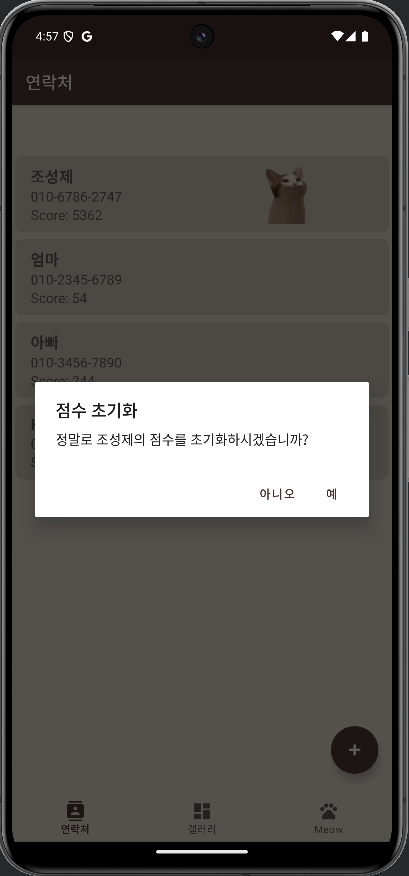 4:57
연락처
조성제
010-6786-2747
Score: 5362
엄마
010-2345-6789
Score: 54
아빠
010-3456-7890
Score: 244
점수 초기화
정말로 조성제의 점수를 초기화하시겠습니까?
아니오 예
+
연락처 갤러리 Meow